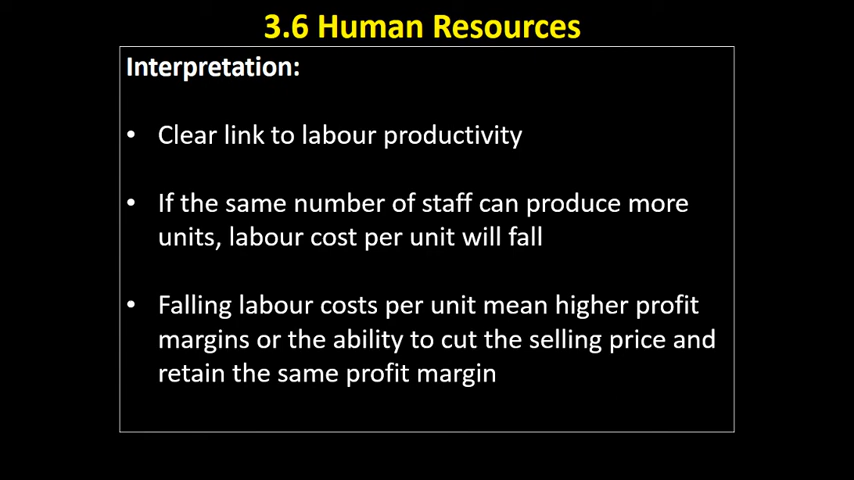 3.6 Human Resources
Interpretation:
• Clear link to labour productivity
• If the same number of staff can produce more
units, labour cost per unit will fall
• Falling labour costs per unit mean higher profit
margins or the ability to cut the selling price and
retain the same profit margin